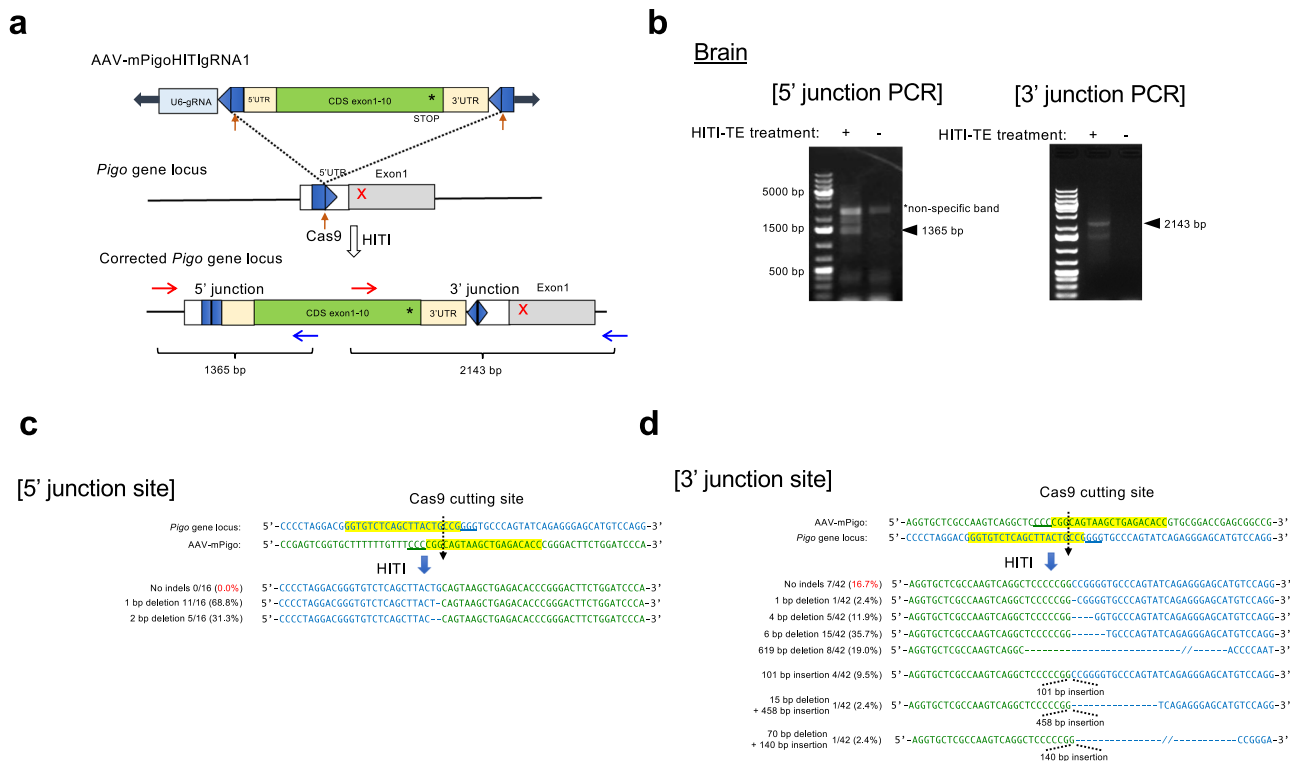 a
AAV-mPigoHITIgRNA1
U6-gRNA
5'UTR
CDS exon1-10
*
3'UTR
STOP
Pigo gene locus
5'UTR
Exon1
X
Cas9
HITI
Corrected Pigo gene locus
5' junction
3' junction
Exon1
CDS exon1-10
*
3'UTR
X
1365 bp
2143 bp
b
Brain
[5' junction PCR]
[3' junction PCR]
HITI-TE treatment: + -
HITI-TE treatment: + -
5000 bp
1500 bp
500 bp
*non-specific band
1365 bp
2143 bp
c
[5' junction site]
Cas9 cutting site
Pigo gene locus: 5'-CCCCTAGGACGGGTGTCTCAGCTTACTGCCGGGGTGCCCAGTATCAGAGGGAGCATGTCCAGG-3'
AAV-mPigo: 5'-CCGAGTCGGTGCTTTTTTGTTTCCCCGGCAGTAAGCTGAGACACCCGGGACTTCTGGATCCCA-3'
HITI
No indels 0/16 (0.0%) 5'-CCCCTAGGACGGGTGTCTCAGCTTACTGCAGTAAGCTGAGACACCCGGGACTTCTGGATCCCA-3'
1 bp deletion 11/16 (68.8%) 5'-CCCCTAGGACGGGTGTCTCAGCTTACT-CAGTAAGCTGAGACACCCGGGACTTCTGGATCCCA-3'
2 bp deletion 5/16 (31.3%) 5'-CCCCTAGGACGGGTGTCTCAGCTTAC--CAGTAAGCTGAGACACCCGGGACTTCTGGATCCCA-3'
d
[3' junction site]
Cas9 cutting site
AAV-mPigo: 5'-AGGTGCTCGCCAAGTCAGGCTCCCCCGGCAGTAAGCTGAGACACCGTGCGGACCGAGCGGCCG-3'
Pigo gene locus: 5'-CCCCTAGGACGGGTGTCTCAGCTTACTGCCGGGGTGCCCAGTATCAGAGGGAGCATGTCCAGG-3'
HITI
No indels 7/42 (16.7%) 5'-AGGTGCTCGCCAAGTCAGGCTCCCCCGGCCGGGGTGCCCAGTATCAGAGGGAGCATGTCCAGG-3'
1 bp deletion 1/42 (2.4%) 5'-AGGTGCTCGCCAAGTCAGGCTCCCCCGG-CGGGGTGCCCAGTATCAGAGGGAGCATGTCCAGG-3'
4 bp deletion 5/42 (11.9%) 5'-AGGTGCTCGCCAAGTCAGGCTCCCCCGG----GGTGCCCAGTATCAGAGGGAGCATGTCCAGG-3'
6 bp deletion 15/42 (35.7%) 5'-AGGTGCTCGCCAAGTCAGGCTCCCCCGG------TGCCCAGTATCAGAGGGAGCATGTCCAGG-3'
619 bp deletion 8/42 (19.0%) 5'-AGGTGCTCGCCAAGTCAGGC---------------------------//------ACCCCAAT-3'
101 bp insertion 4/42 (9.5%) 5'-AGGTGCTCGCCAAGTCAGGCTCCCCCGGCCGGGGTGCCCAGTATCAGAGGGAGCATGTCCAGG-3'
101 bp insertion
15 bp deletion
+ 458 bp insertion 1/42 (2.4%) 5'-AGGTGCTCGCCAAGTCAGGCTCCCCCGG---------------TCAGAGGGAGCATGTCCAGG-3'
458 bp insertion
70 bp deletion
+ 140 bp insertion 1/42 (2.4%) 5'-AGGTGCTCGCCAAGTCAGGCTCCCCCGG----------------//-----------CCGGGA-3'
140 bp insertion